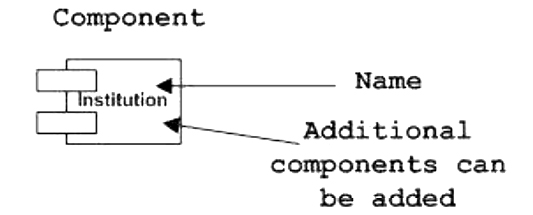 Component
Institution
Name
Additional
components can
be added